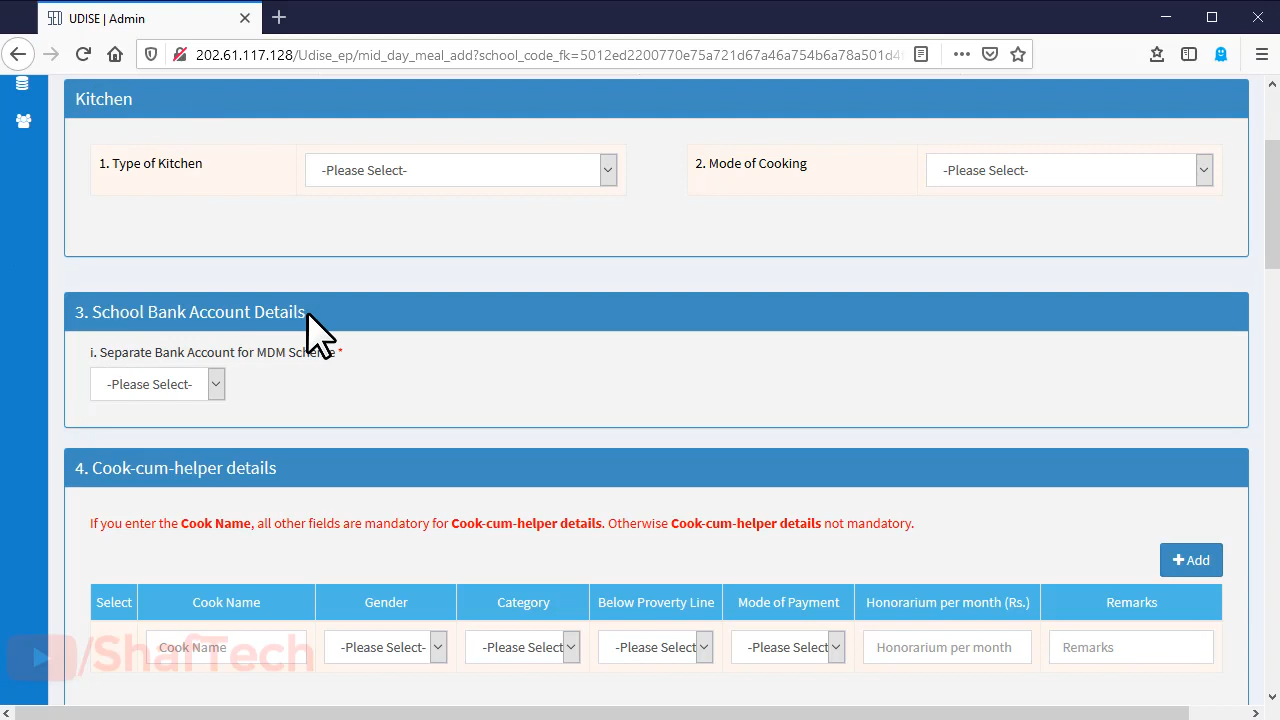 UDISE | Admin
202.61.117.128/Udise_ep/mid_day_meal_add?school_code_fk=5012ed2200770e75a721d67a46a754b6a78a501d4
Kitchen
1. Type of Kitchen
-Please Select-
2. Mode of Cooking
-Please Select-
3. School Bank Account Details
i. Separate Bank Account for MDM Scheme *
-Please Select-
4. Cook-cum-helper details
If you enter the Cook Name, all other fields are mandatory for Cook-cum-helper details. Otherwise Cook-cum-helper details not mandatory.
+ Add
Select Cook Name Gender Category Below Proverty Line Mode of Payment Honorarium per month (Rs.) Remarks
Cook Name -Please Select- -Please Select -Please Select -Please Select Honorarium per month Remarks
/ShafTech